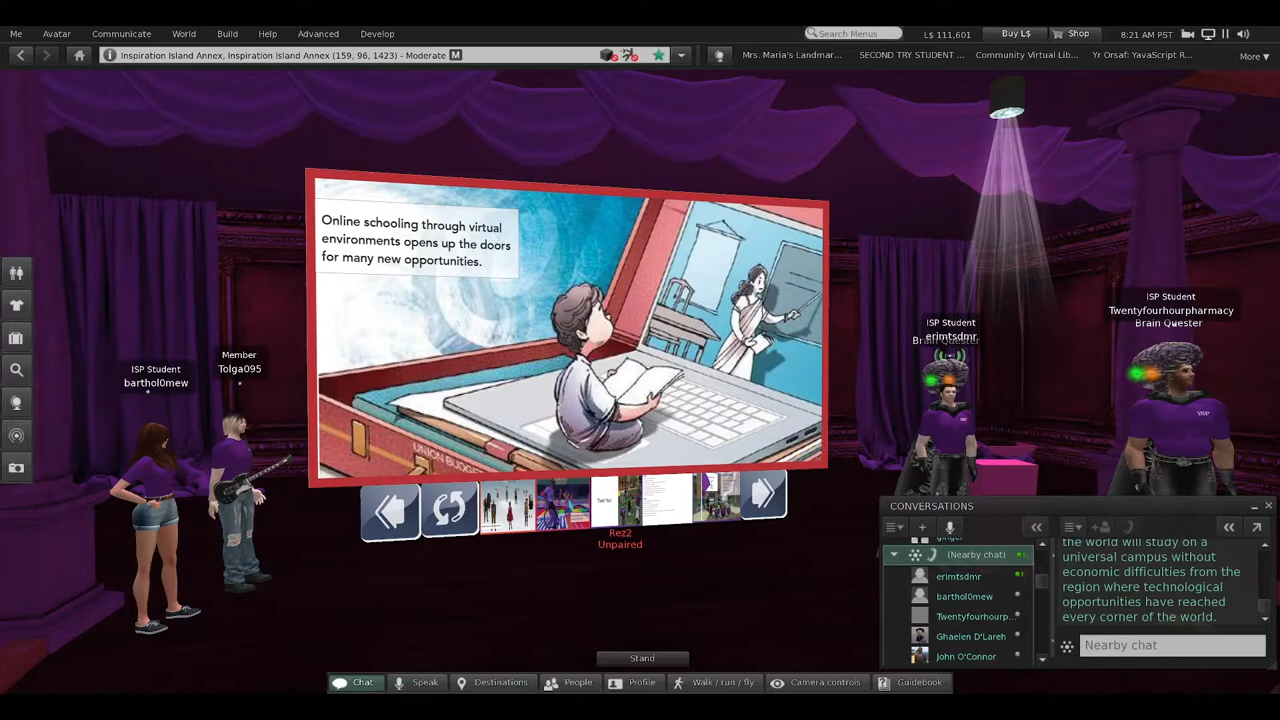 Me Avatar Communicate World Build Help Advanced Develop Search Menus L$ 111,601 Buy L$ Shop 8:21 AM PST
Inspiration Island Annex, Inspiration Island Annex (159, 96, 1423) - Moderate M Mrs. Maria's Landmar... SECOND TRY STUDENT ... Community Virtual Lib... Yr Orsaf: YavaScript R... More
Online schooling through virtual
environments opens up the doors
for many new opportunities.
UNION BUDGE
ISP Student
barthol0mew
Member
Tolga095
ISP Student
erimtsdmr
Brain Quester
ISP Student
Twentyfourhourpharmacy
Brain Quester
ISP
Rez2
Unpaired
CONVERSATIONS
ginger
(Nearby chat)
erimtsdmr
barthol0mew
Twentyfourhourp...
Ghaelen D'Lareh
John O'Connor
the world will study on a
universal campus without
economic difficulties from the
region where technological
opportunities have reached
every corner of the world.
Nearby chat
Stand
Chat Speak Destinations People Profile Walk / run / fly Camera controls Guidebook